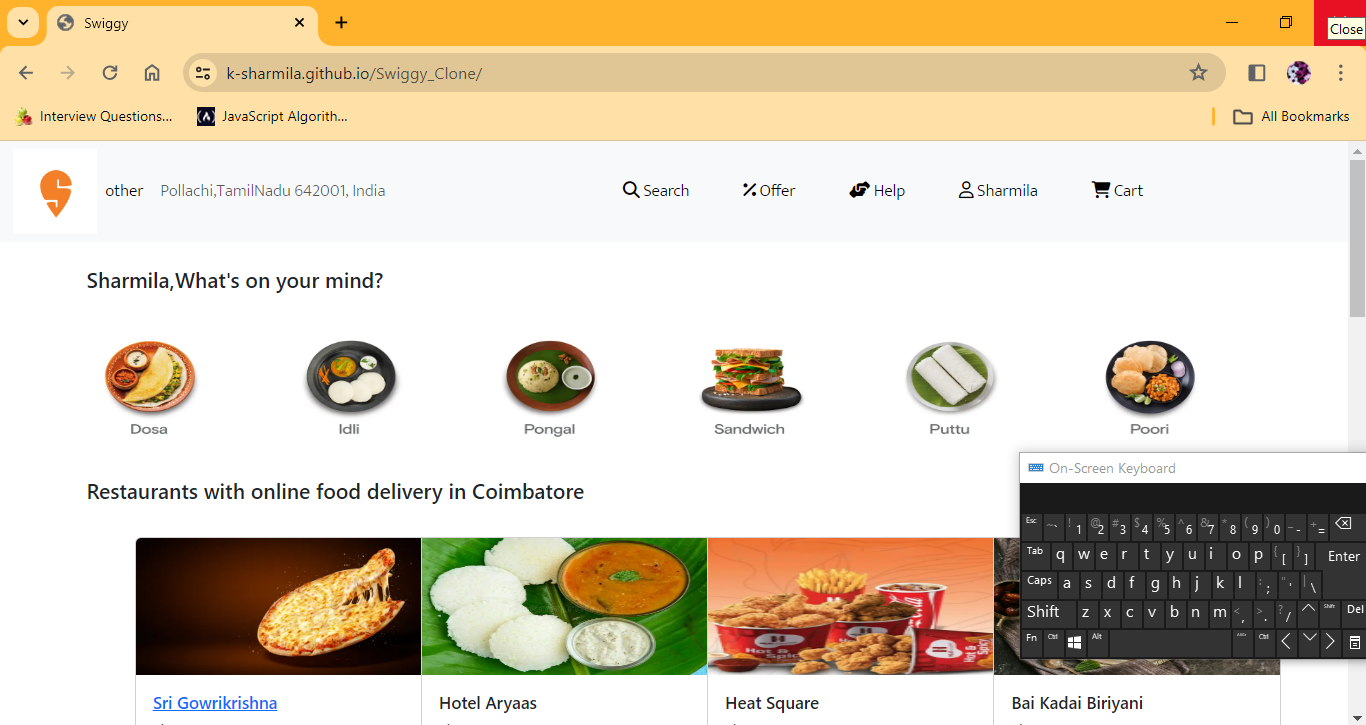 Swiggy
Close
k-sharmila.github.io/Swiggy_Clone/
Interview Questions...
JavaScript Algorith...
All Bookmarks
other Pollachi,TamilNadu 642001, India
Search
Offer
Help
Sharmila
Cart
Sharmila,What's on your mind?
Dosa
Idli
Pongal
Sandwich
Puttu
Poori
Restaurants with online food delivery in Coimbatore
On-Screen Keyboard
Esc ~` !1 @2 #3 $4 %5 ^6 &7 *8 (9 )0 _- +=
Tab q w e r t y u i o p {[ }] Enter
Caps a s d f g h j k l :; "' |\
Shift z x c v b n m <, >. ?/ Shift Del
Fn Ctrl Alt Ctrl
Hot & Spicy
Sri Gowrikrishna
Hotel Aryaas
Heat Square
Bai Kadai Biriyani